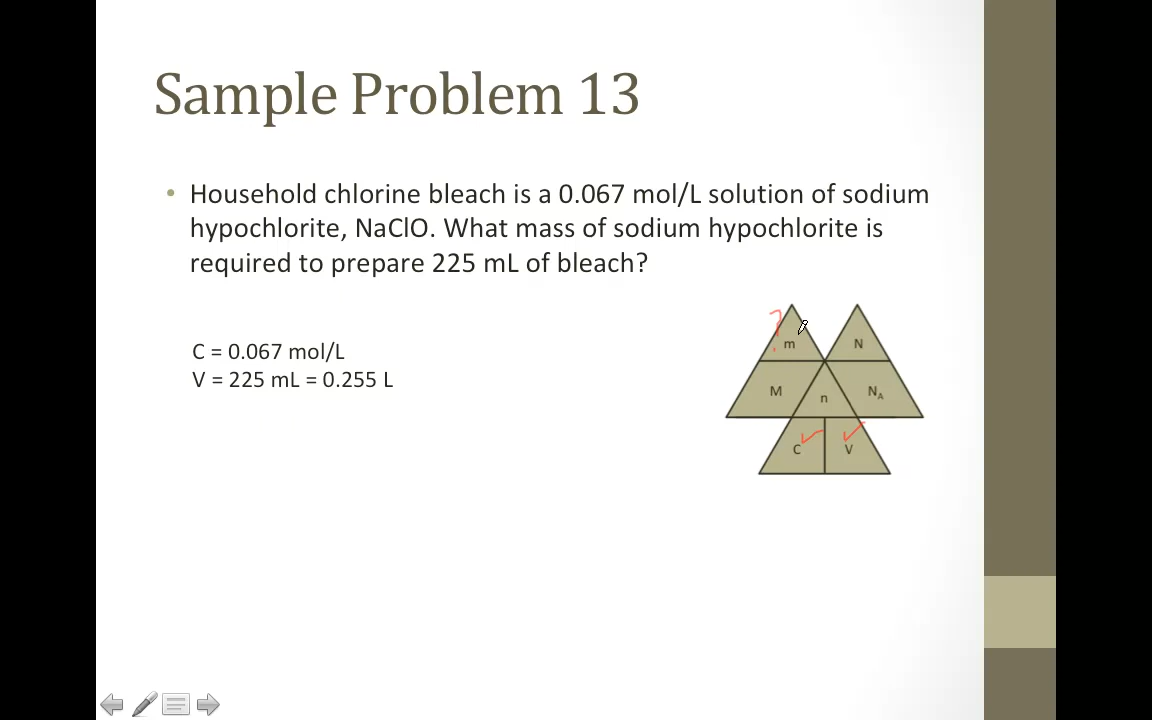 Sample Problem 13
• Household chlorine bleach is a 0.067 mol/L solution of sodium
hypochlorite, NaClO. What mass of sodium hypochlorite is
required to prepare 225 mL of bleach?
C = 0.067 mol/L
V = 225 mL = 0.255 L
?
m
N
M
n
NA
C
V